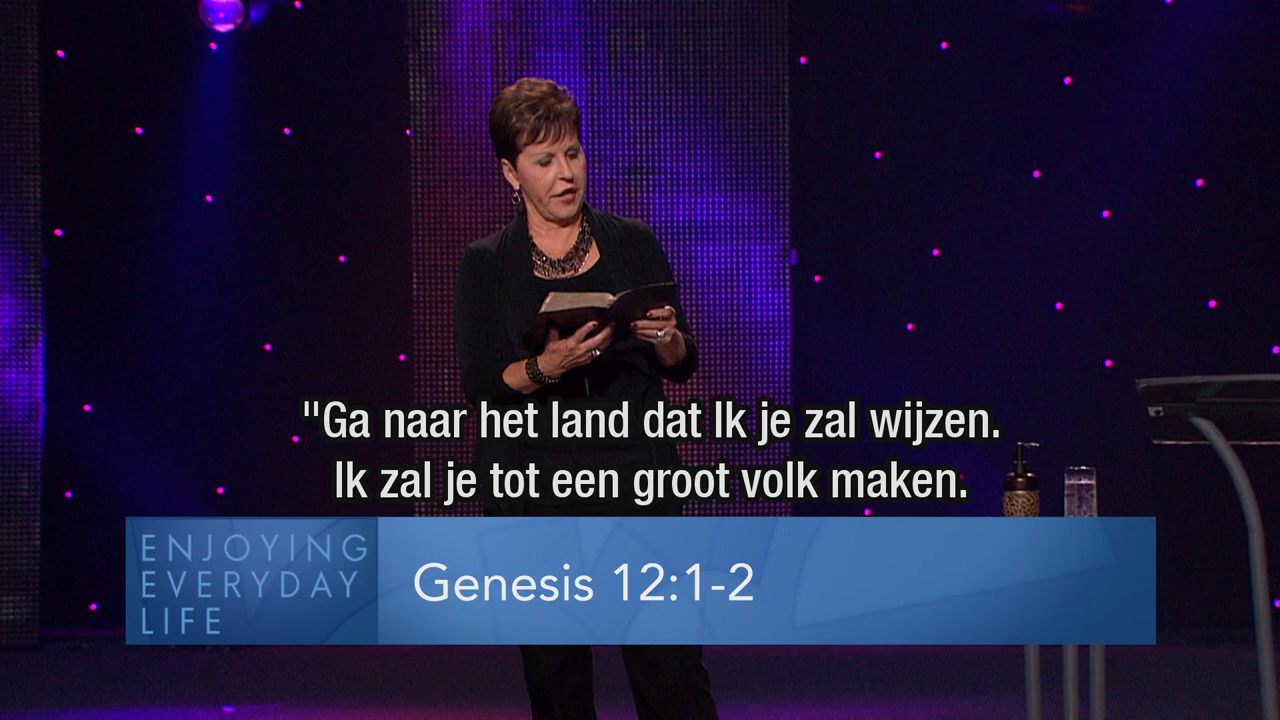 "Ga naar het land dat Ik je zal wijzen.
Ik zal je tot een groot volk maken.
ENJOYING
EVERYDAY
LIFE
Genesis 12:1-2